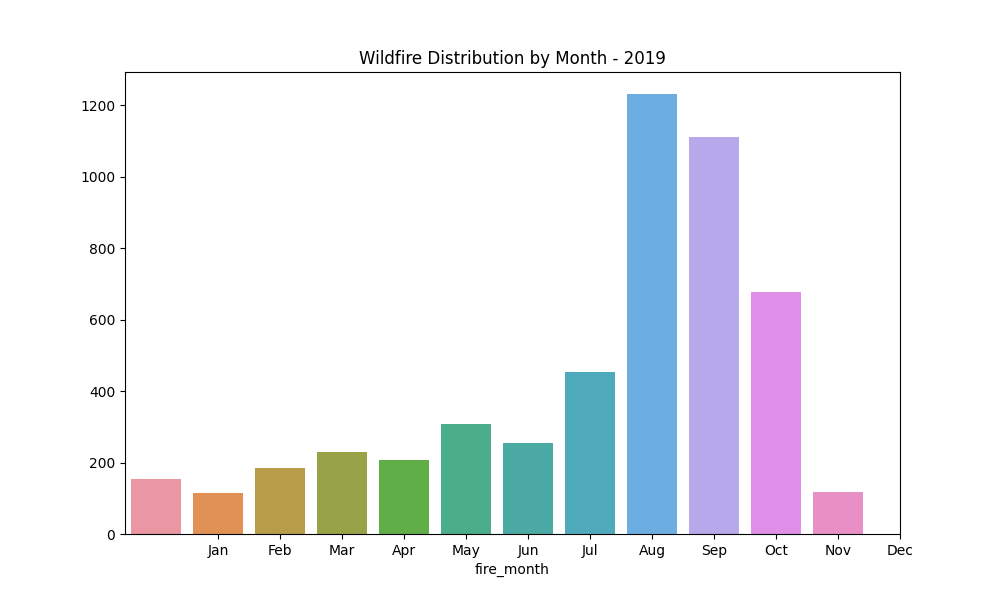 Wildfire Distribution by Month - 2019
1200
1000
800
600
400
200
0
Jan Feb Mar Apr May Jun Jul Aug Sep Oct Nov Dec
fire_month